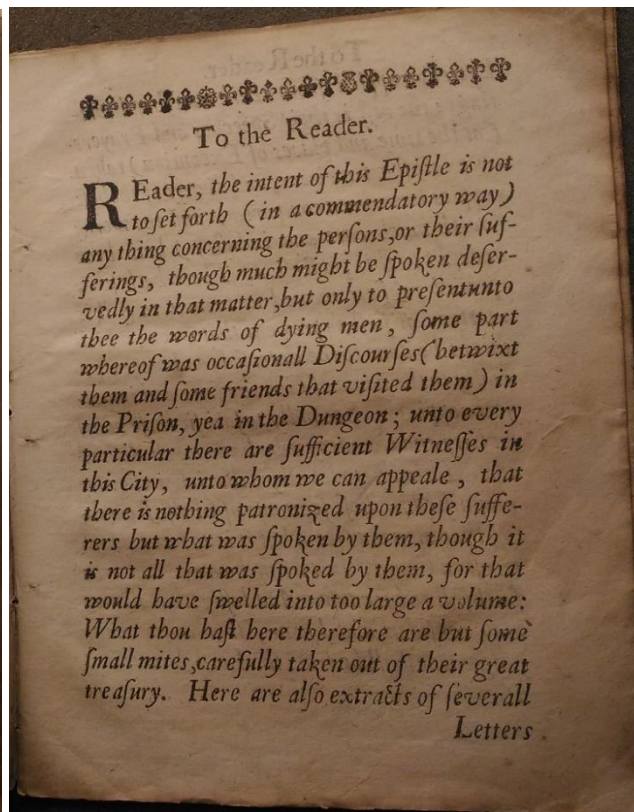 To the Reader.
REader, the intent of this Epiſtle is not
to ſet forth (in a commendatory way)
any thing concerning the perſons, or their ſuf-
ferings, though much might be ſpoken deſer-
vedly in that matter, but only to preſent unto
thee the words of dying men, ſome part
whereof was occaſionall Diſcourſes (betwixt
them and ſome friends that viſited them) in
the Priſon, yea in the Dungeon; unto every
particular there are ſufficient Witneſſes in
this City, unto whom we can appeale, that
there is nothing patronized upon theſe ſuffe-
rers but what was ſpoken by them, though it
is not all that was ſpoked by them, for that
would have ſwelled into too large a volume:
What thou haſt here therefore are but ſome
ſmall mites, carefully taken out of their great
treaſury. Here are alſo extracts of ſeverall
Letters